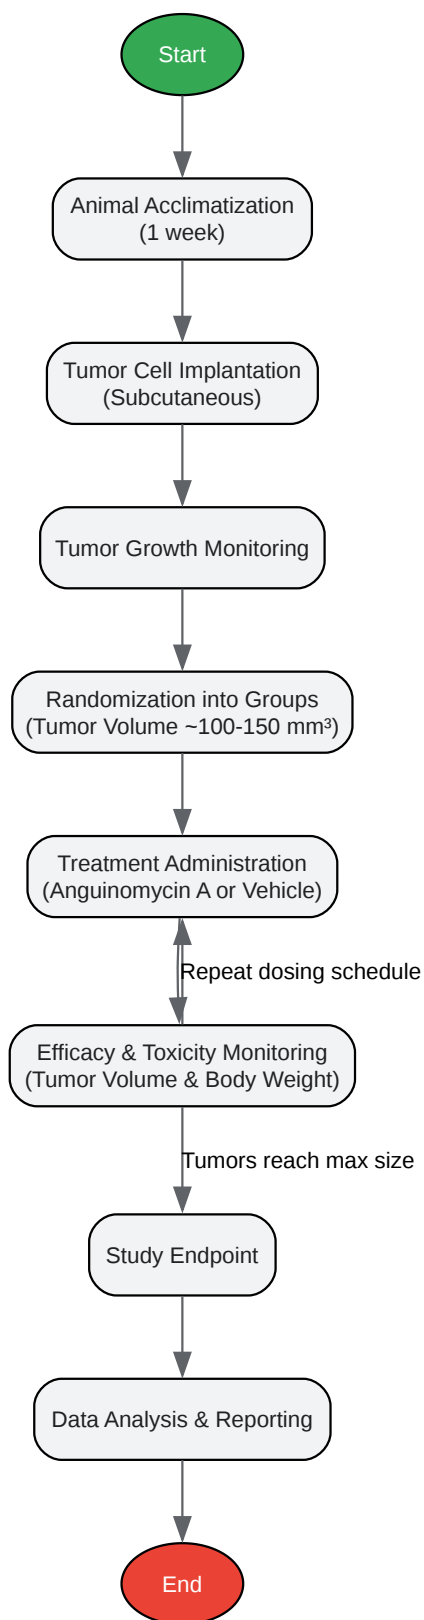 Start
Animal Acclimatization
(1 week)
Tumor Cell Implantation
(Subcutaneous)
Tumor Growth Monitoring
Randomization into Groups
(Tumor Volume ~100-150 mm³)
Treatment Administration
(Anguinomycin A or Vehicle)
Repeat dosing schedule
Efficacy & Toxicity Monitoring
(Tumor Volume & Body Weight)
Tumors reach max size
Study Endpoint
Data Analysis & Reporting
End